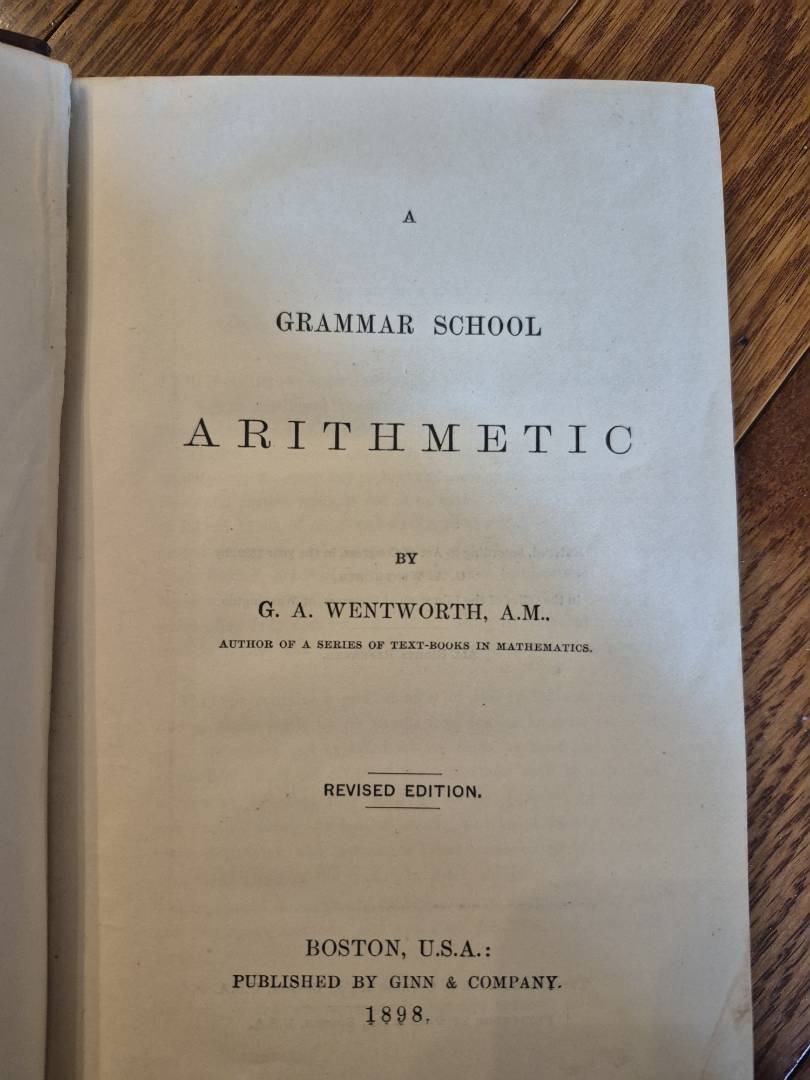 A
GRAMMAR SCHOOL
ARITHMETIC
BY
G. A. WENTWORTH, A.M.,
AUTHOR OF A SERIES OF TEXT-BOOKS IN MATHEMATICS.
REVISED EDITION.
BOSTON, U.S.A.:
PUBLISHED BY GINN & COMPANY.
1898.